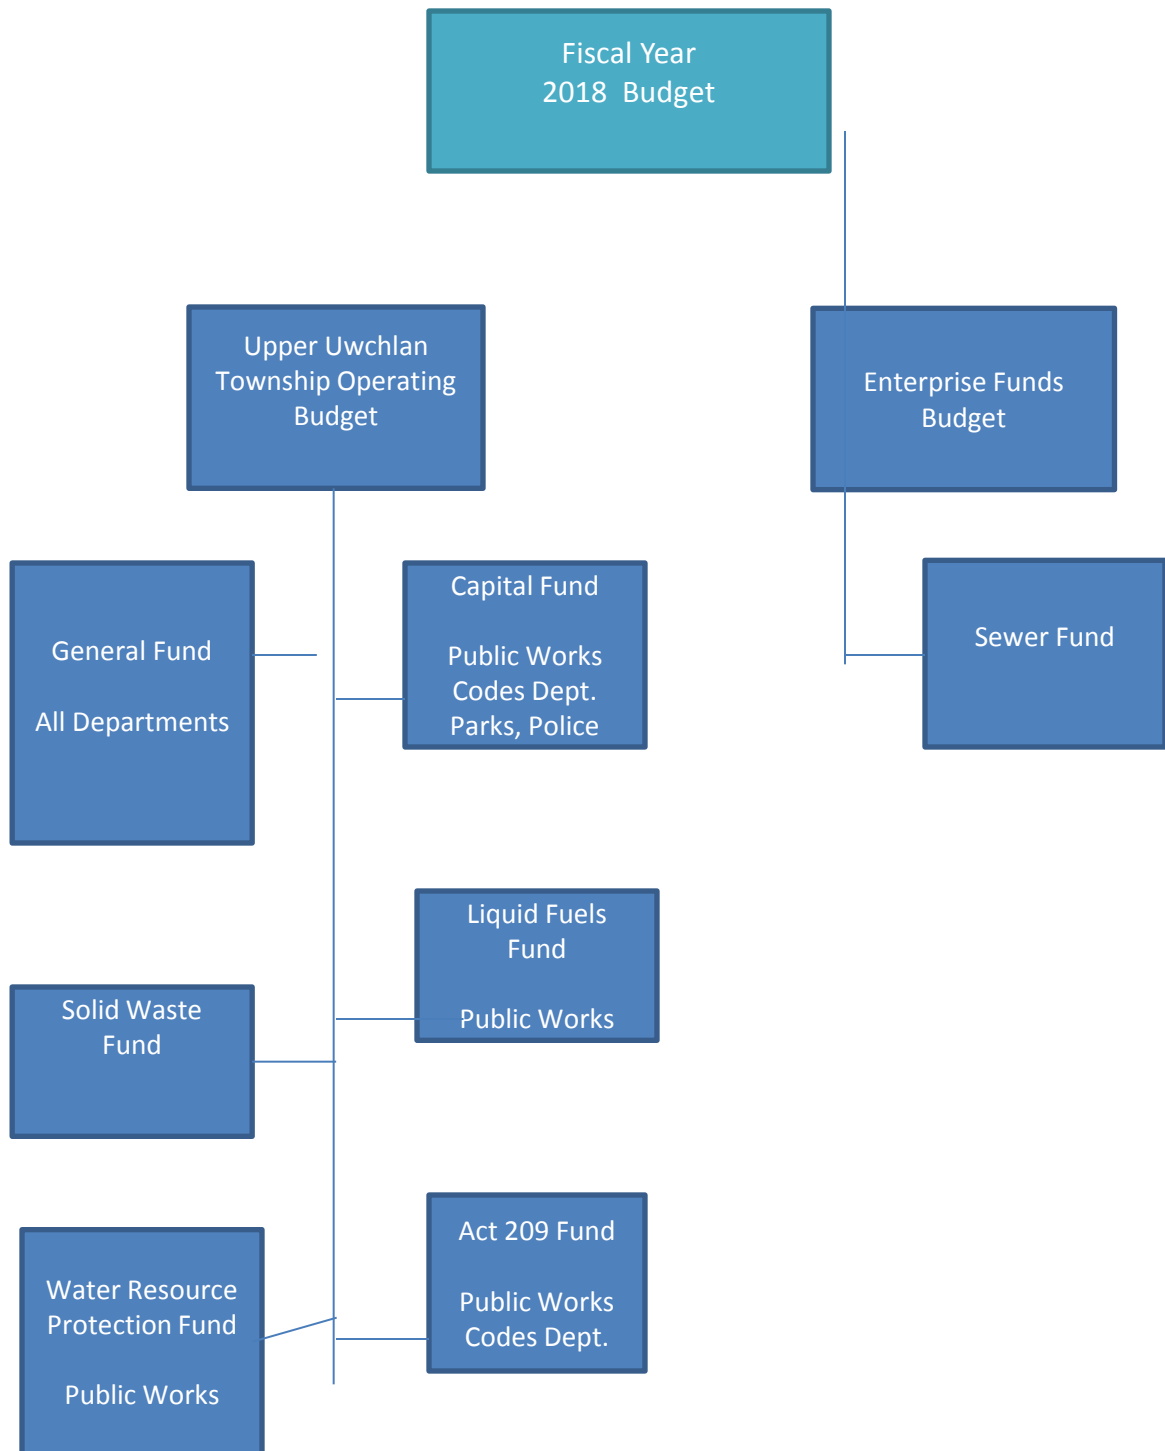 Fiscal Year
2018 Budget
Upper Uwchlan
Township Operating
Budget
Enterprise Funds
Budget
General Fund
All Departments
Capital Fund
Public Works
Codes Dept.
Parks, Police
Sewer Fund
Liquid Fuels
Fund
Public Works
Solid Waste
Fund
Act 209 Fund
Public Works
Codes Dept.
Water Resource
Protection Fund
Public Works